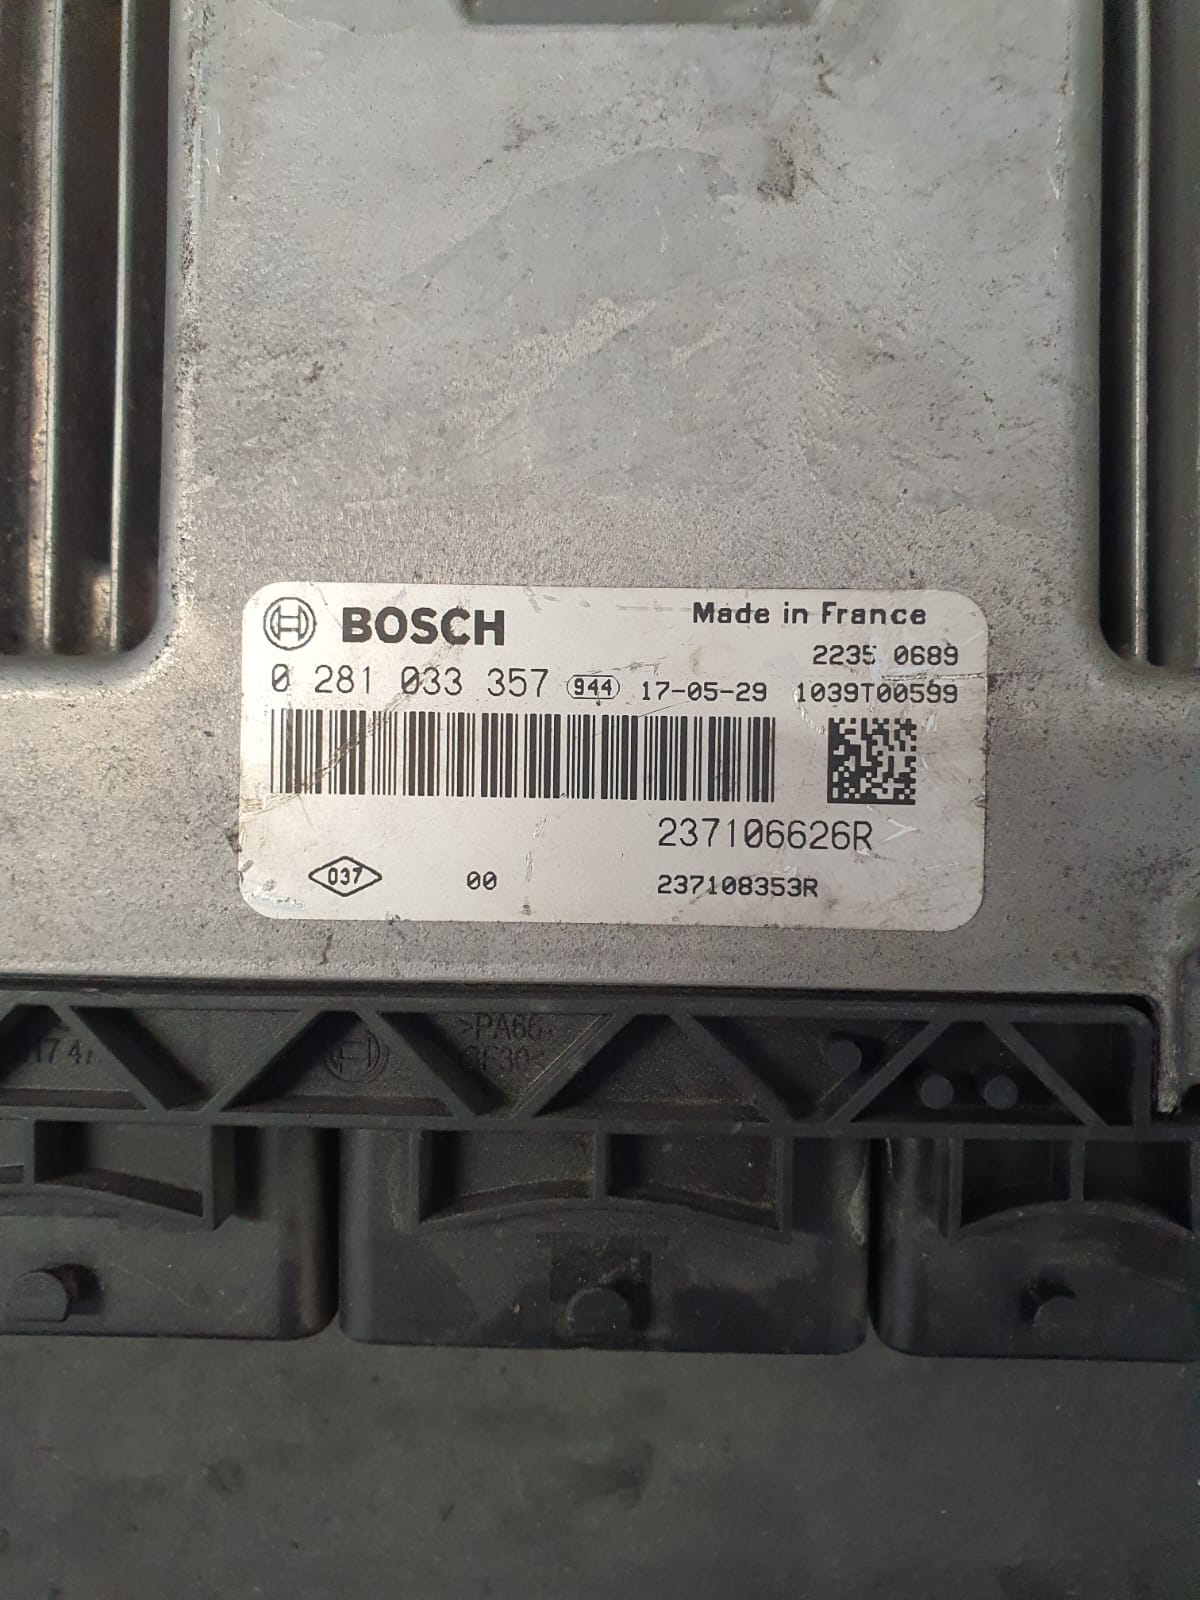 BOSCH
Made in France
2235 0689
0 281 033 357 944 17-05-29 1039T00599
237106626R
037 00 237108353R
>PA66